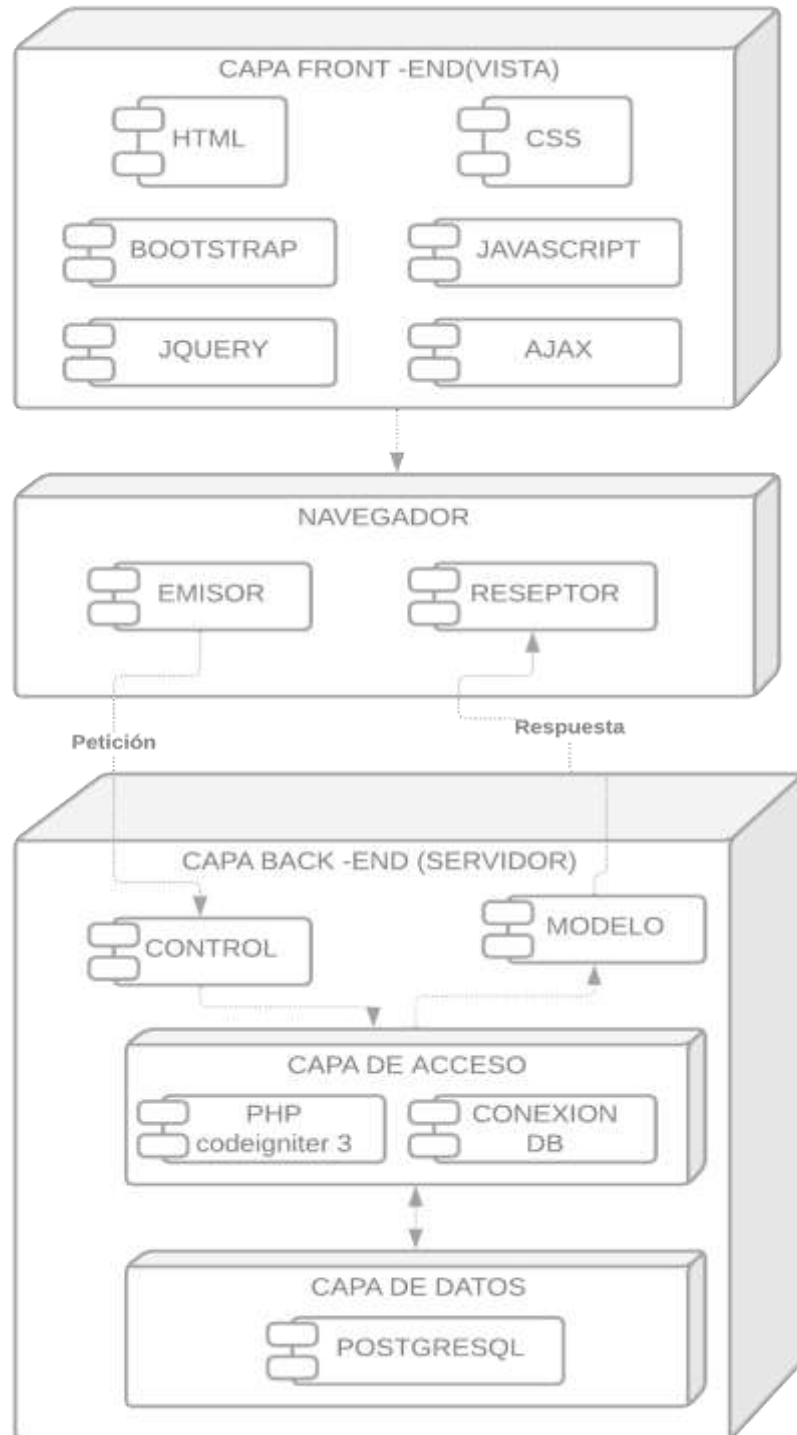 CAPA FRONT -END(VISTA)
HTML
CSS
BOOTSTRAP
JAVASCRIPT
JQUERY
AJAX
NAVEGADOR
EMISOR
RESEPTOR
Petición
Respuesta
CAPA BACK -END (SERVIDOR)
CONTROL
MODELO
CAPA DE ACCESO
PHP
codeigniter 3
CONEXION
DB
CAPA DE DATOS
POSTGRESQL